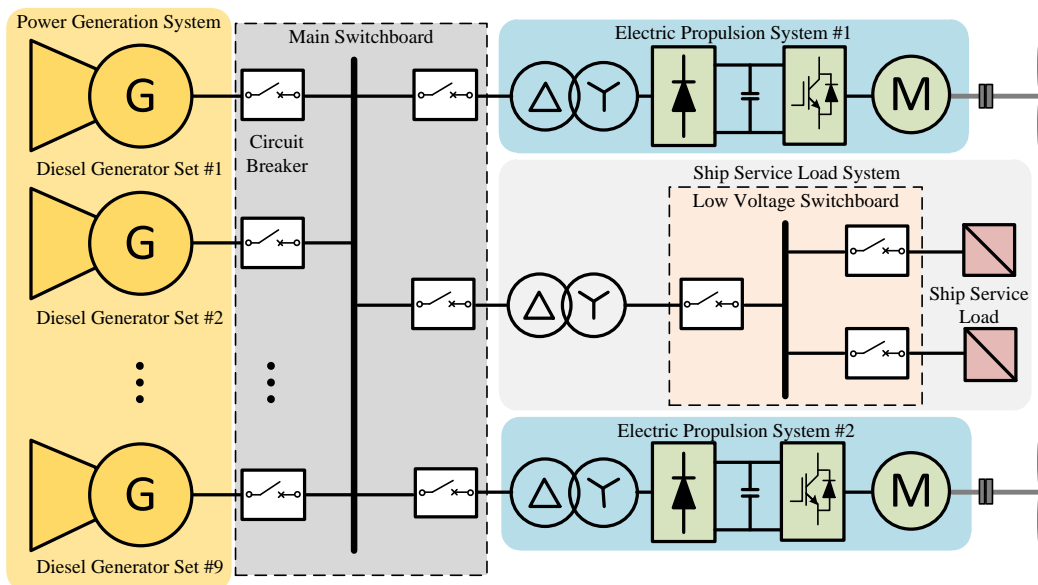 Power Generation System
Main Switchboard
Electric Propulsion System #1
G
M
Circuit
Breaker
Diesel Generator Set #1
Ship Service Load System
Low Voltage Switchboard
G
Ship Service
Load
Diesel Generator Set #2
Electric Propulsion System #2
G
M
Diesel Generator Set #9